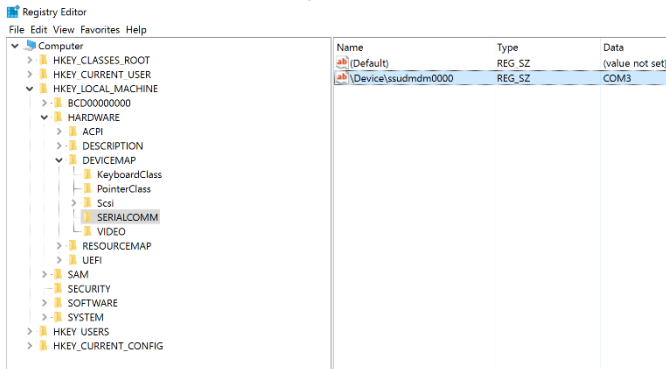 Registry Editor
File Edit View Favorites Help
Computer
HKEY_CLASSES_ROOT
HKEY_CURRENT_USER
HKEY_LOCAL_MACHINE
BCD00000000
HARDWARE
ACPI
DESCRIPTION
DEVICEMAP
KeyboardClass
PointerClass
Scsi
SERIALCOMM
VIDEO
RESOURCEMAP
UEFI
SAM
SECURITY
SOFTWARE
SYSTEM
HKEY_USERS
HKEY_CURRENT_CONFIG
Name Type Data
ab (Default) REG_SZ (value not set)
ab \Device\ssudmdm0000 REG_SZ COM3